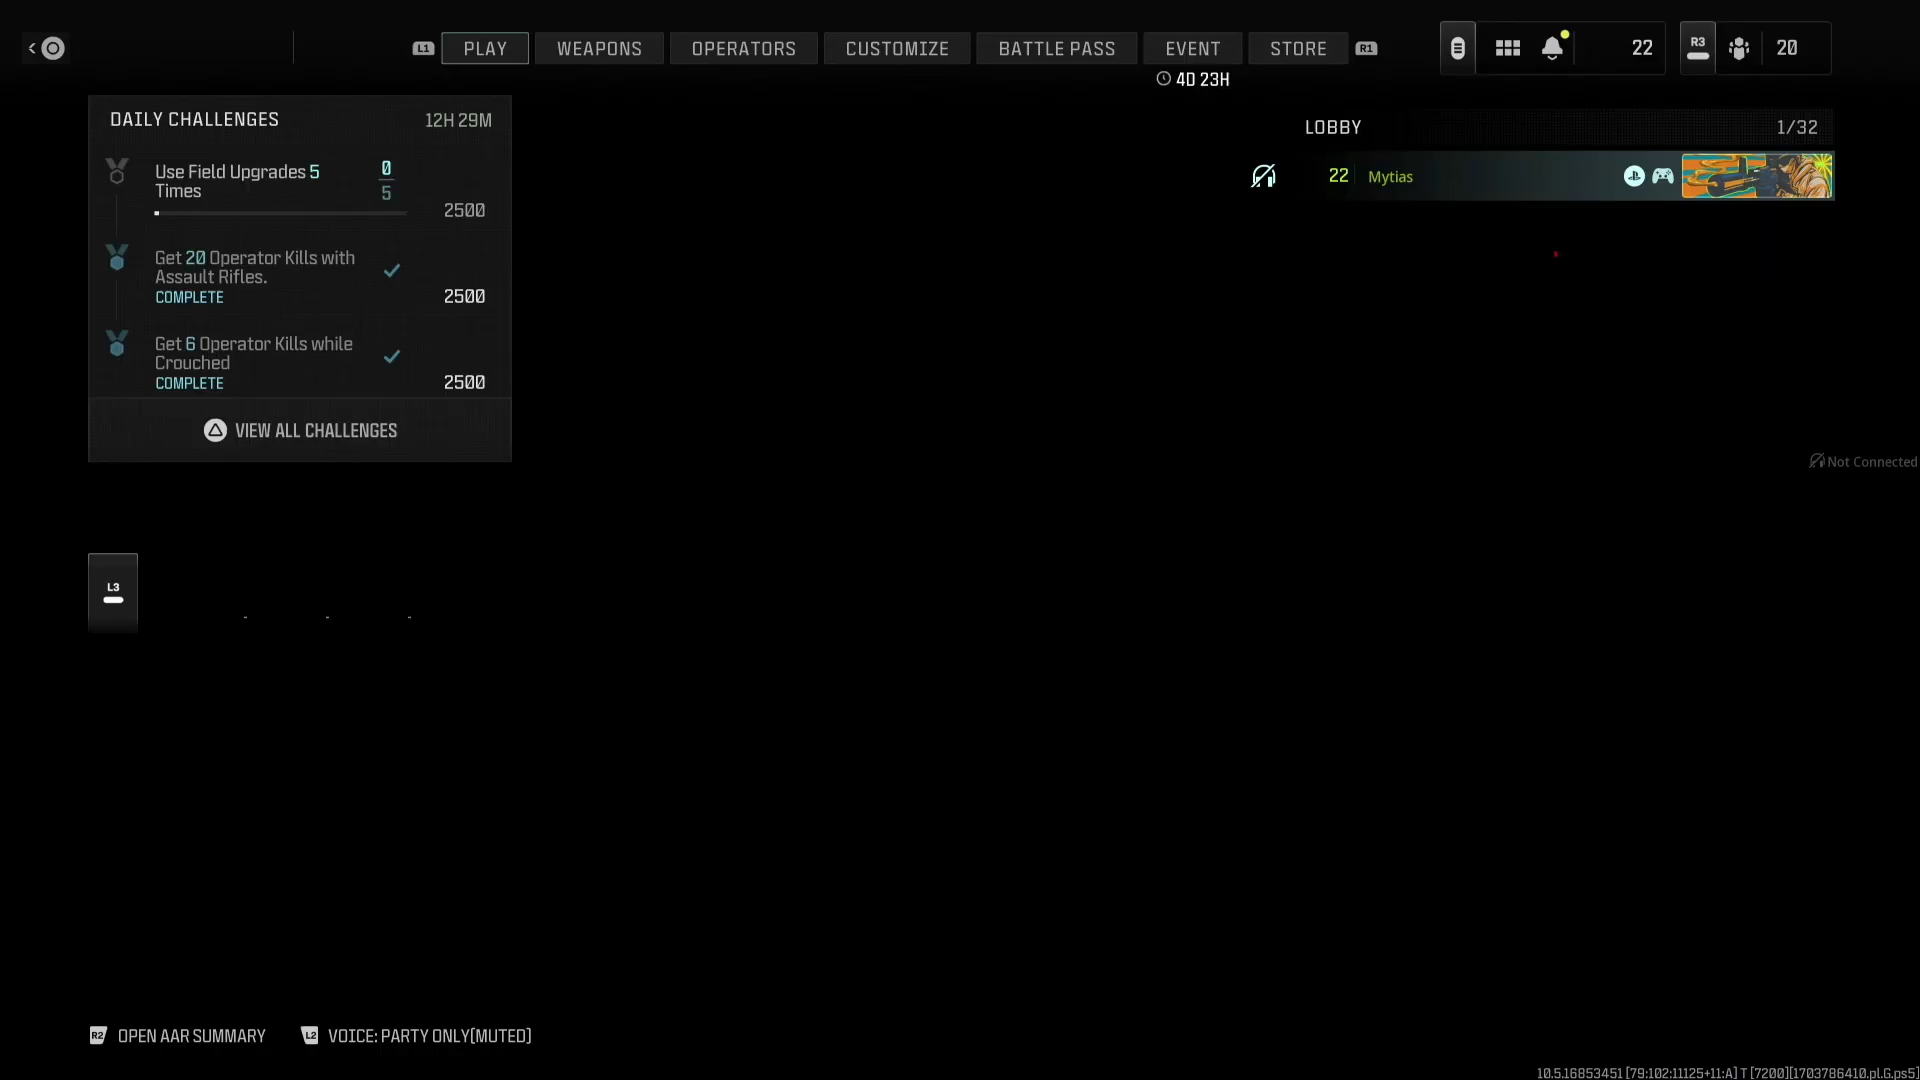 L1 PLAY WEAPONS OPERATORS CUSTOMIZE BATTLE PASS EVENT STORE R1
22
R3
20
4D 23H
DAILY CHALLENGES 12H 29M
Use Field Upgrades 5
Times
0
5
2500
Get 20 Operator Kills with
Assault Rifles.
COMPLETE
2500
Get 6 Operator Kills while
Crouched
COMPLETE
2500
VIEW ALL CHALLENGES
LOBBY 1/32
22 Mytias
Not Connected
L3
R2 OPEN AAR SUMMARY L2 VOICE: PARTY ONLY[MUTED]
10.5.16853451 [79:102:11125+11:A] T [7200][1703786410.pl.G.ps5]